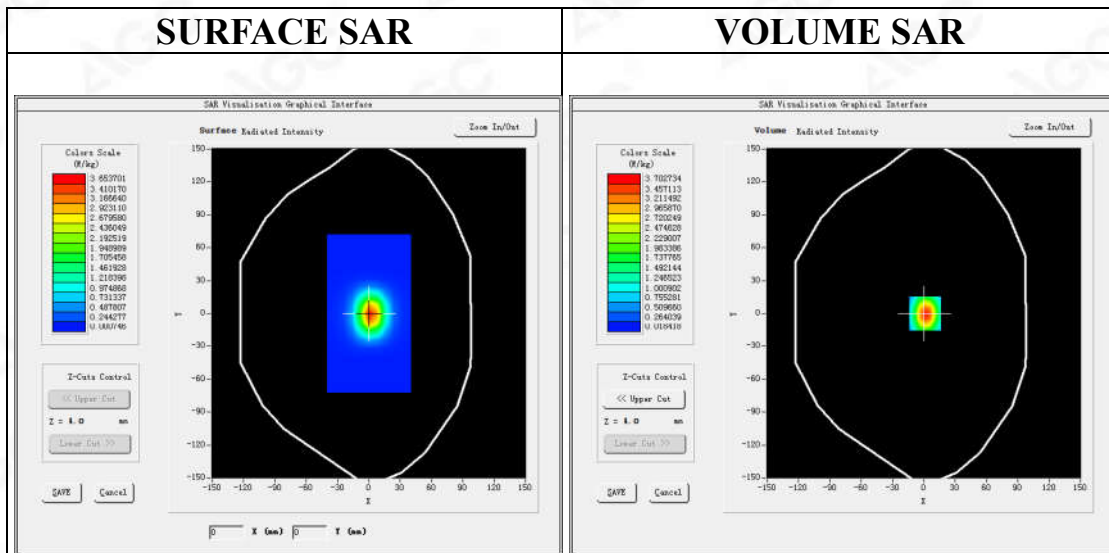 SURFACE SAR
VOLUME SAR
SAR Visualisation Graphical Interface
Surface Radiated Intensity
Zoom In/Out
Colors Scale
(W/kg)
3.653701
3.410170
3.166640
2.923110
2.679580
2.436049
2.192519
1.948989
1.705458
1.461928
1.218398
0.974868
0.731337
0.487807
0.244277
0.000746
150
120
90
60
30
0
-30
-60
-90
-120
-150
Y
-150 -120 -90 -60 -30 0 30 60 90 120 150
X
Z-Cuts Control
<< Upper Cut
Z = 4.0 mm
Lower Cut >>
SAVE
Cancel
0 X (mm) 0 Y (mm)
SAR Visualisation Graphical Interface
Volume Radiated Intensity
Zoom In/Out
Colors Scale
(W/kg)
3.702734
3.457113
3.211492
2.965870
2.720249
2.474628
2.229007
1.983386
1.737765
1.492144
1.246523
1.000902
0.755281
0.509660
0.264039
0.018418
150
120
90
60
30
0
-30
-60
-90
-120
-150
Y
-150 -120 -90 -60 -30 0 30 60 90 120 150
X
Z-Cuts Control
<< Upper Cut
Z = 4.0 mm
Lower Cut >>
SAVE
Cancel